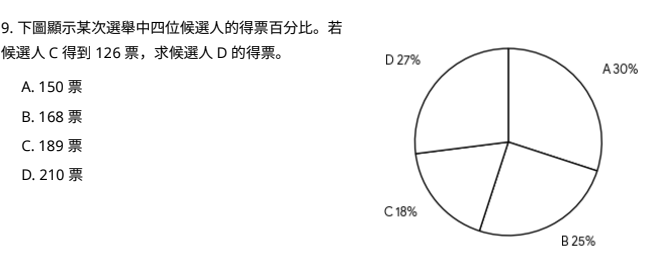 9. 下圖顯示某次選舉中四位候選人的得票百分比。若
候選人 C 得到 126 票，求候選人 D 的得票。
A. 150 票
B. 168 票
C. 189 票
D. 210 票
D 27%
A 30%
C 18%
B 25%